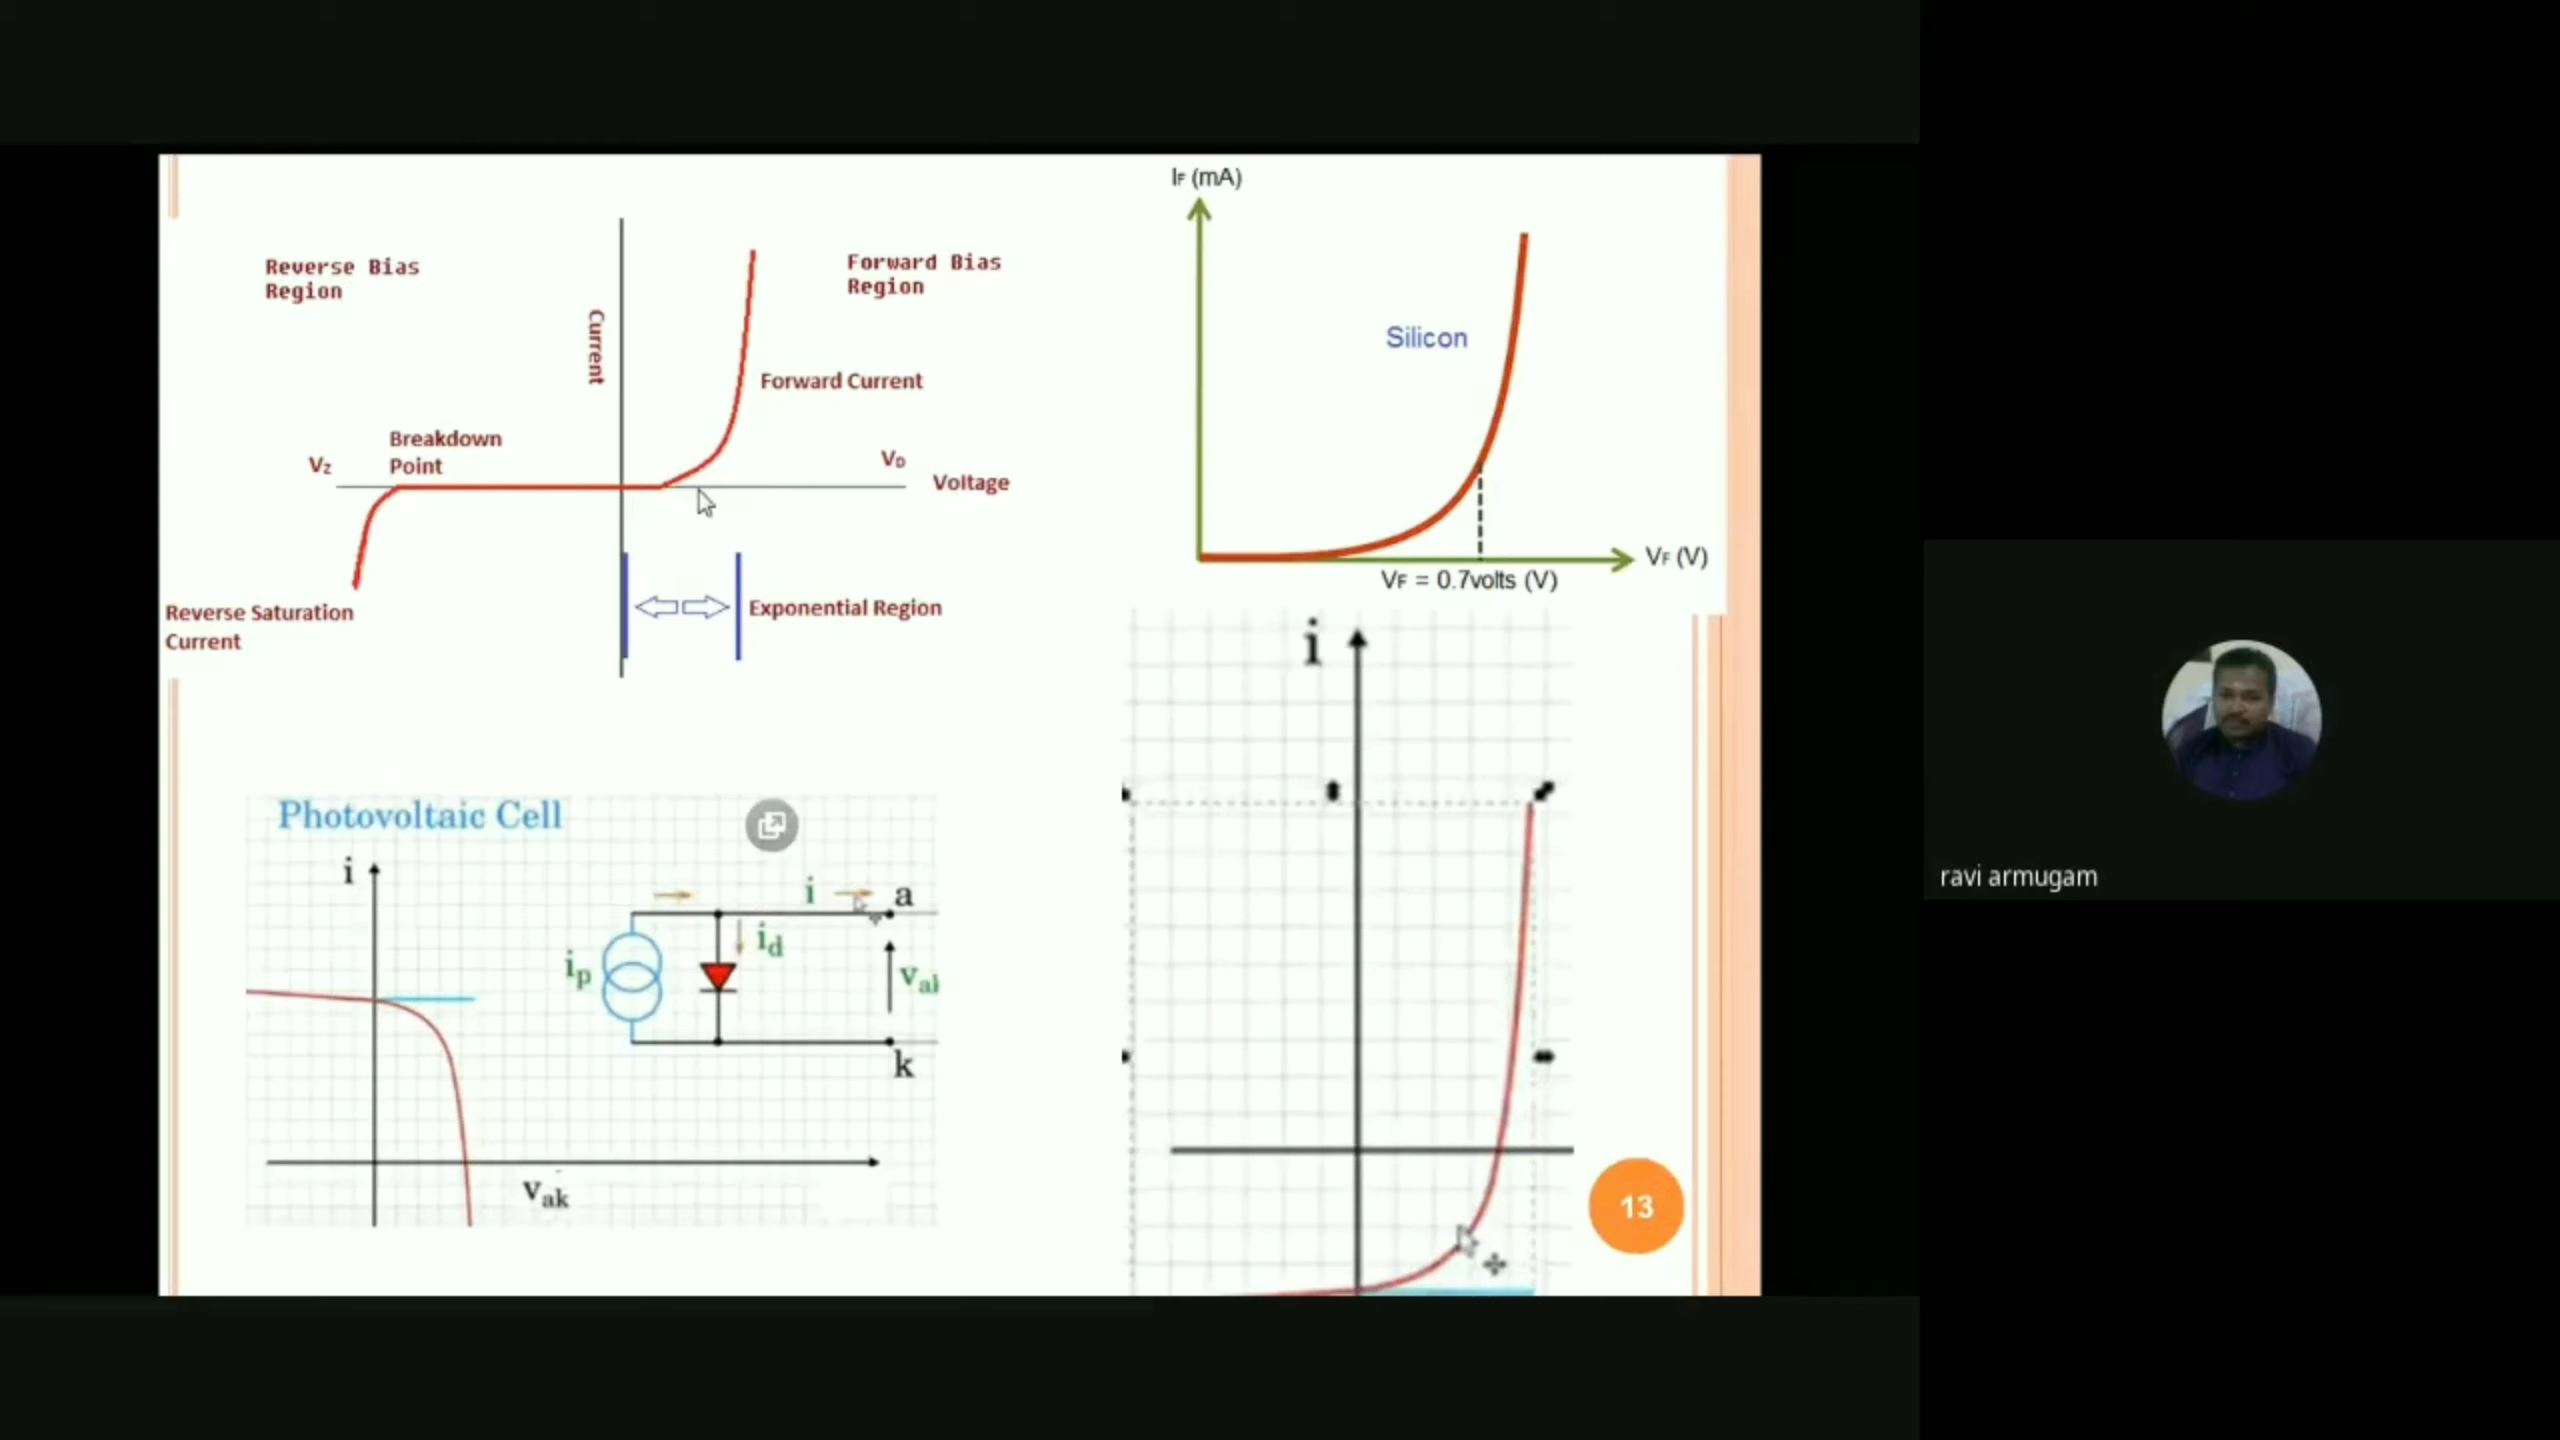 Reverse Bias
Region
Current
Forward Bias
Region
Forward Current
Breakdown
Point
Vz
VD
Voltage
Exponential Region
Reverse Saturation
Current
IF (mA)
Silicon
VF (V)
VF = 0.7volts (V)
Photovoltaic Cell
i
i
a
ip
id
k
vak
i
13
ravi armugam